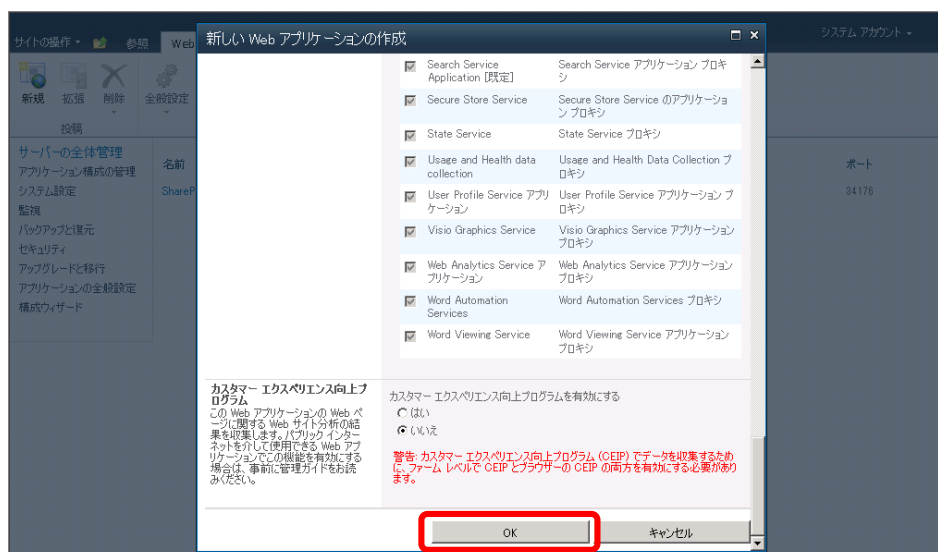 サイトの操作
参照
Web
システム アカウント
新しい Web アプリケーションの作成
新規
拡張
削除
全般設定
投稿
サーバーの全体管理
アプリケーション構成の管理
システム設定
監視
バックアップと復元
セキュリティ
アップグレードと移行
アプリケーションの全般設定
構成ウィザード
名前
ShareP
ポート
34176
Search Service
Application [既定]
Search Service アプリケーション プロキ
シ
Secure Store Service
Secure Store Service のアプリケーショ
ン プロキシ
State Service
State Service プロキシ
Usage and Health data
collection
Usage and Health Data Collection プ
ロキシ
User Profile Service アプリ
ケーション
User Profile Service アプリケーション プ
ロキシ
Visio Graphics Service
Visio Graphics Service アプリケーション
プロキシ
Web Analytics Service ア
プリケーション
Web Analytics Service アプリケーション
プロキシ
Word Automation
Services
Word Automation Services プロキシ
Word Viewing Service
Word Viewing Service アプリケーション
プロキシ
カスタマー エクスペリエンス向上プ
ログラム
この Web アプリケーションの Web ペ
ージに関する Web サイト分析の結
果を収集します。パブリック インター
ネットを介して使用できる Web アプ
リケーションでこの機能を有効にする
場合は、事前に管理ガイドをお読
みください。
カスタマー エクスペリエンス向上プログラムを有効にする
はい
いいえ
警告: カスタマー エクスペリエンス向上プログラム (CEIP) でデータを収集するため
に、ファーム レベルで CEIP とブラウザーの CEIP の両方を有効にする必要があり
ます。
OK
キャンセル